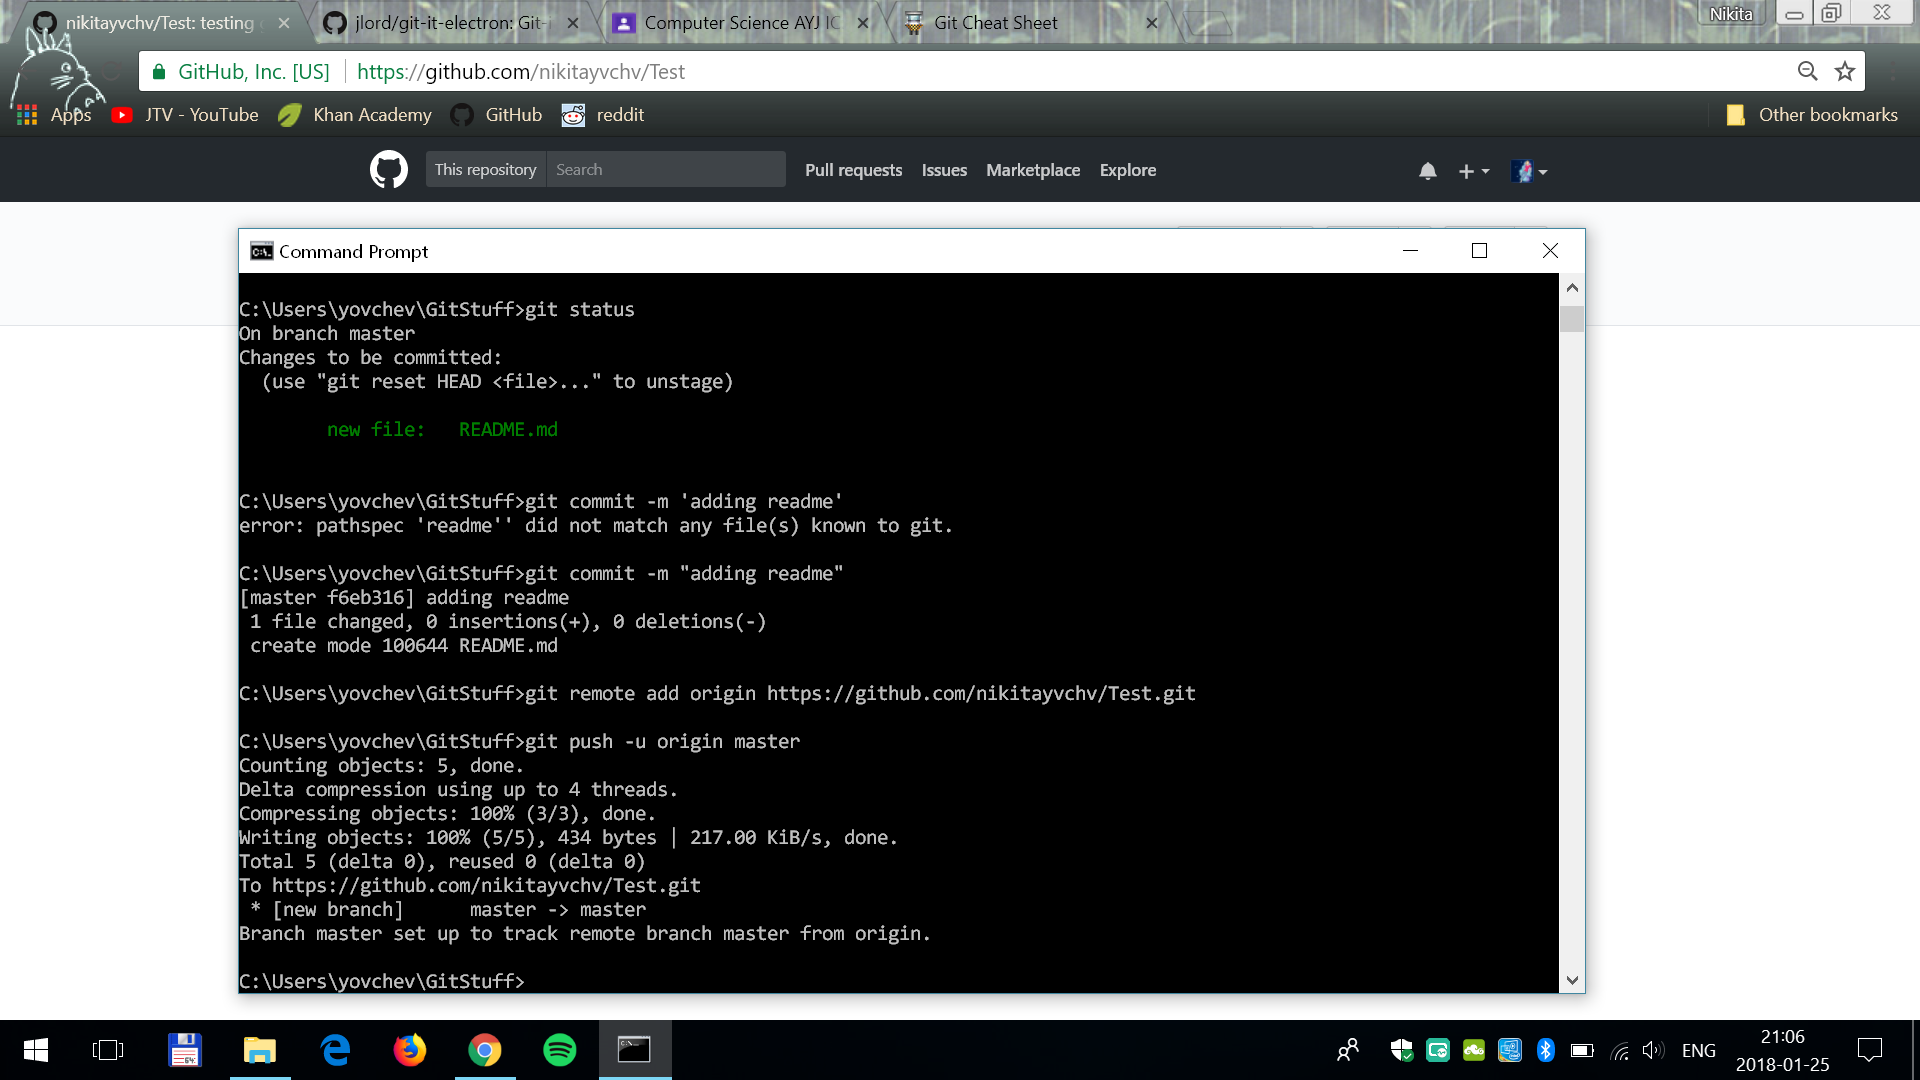 nikitayvchv/Test: testing
jlord/git-it-electron: Git-i
Computer Science AYJ IC
Git Cheat Sheet
Nikita
GitHub, Inc. [US]
https://github.com/nikitayvchv/Test
Apps
JTV - YouTube
Khan Academy
GitHub
reddit
Other bookmarks
This repository
Search
Pull requests
Issues
Marketplace
Explore
Command Prompt
C:\Users\yovchev\GitStuff>git status
On branch master
Changes to be committed:
(use "git reset HEAD <file>..." to unstage)
new file:   README.md
C:\Users\yovchev\GitStuff>git commit -m 'adding readme'
error: pathspec 'readme'' did not match any file(s) known to git.
C:\Users\yovchev\GitStuff>git commit -m "adding readme"
[master f6eb316] adding readme
1 file changed, 0 insertions(+), 0 deletions(-)
create mode 100644 README.md
C:\Users\yovchev\GitStuff>git remote add origin https://github.com/nikitayvchv/Test.git
C:\Users\yovchev\GitStuff>git push -u origin master
Counting objects: 5, done.
Delta compression using up to 4 threads.
Compressing objects: 100% (3/3), done.
Writing objects: 100% (5/5), 434 bytes | 217.00 KiB/s, done.
Total 5 (delta 0), reused 0 (delta 0)
To https://github.com/nikitayvchv/Test.git
* [new branch]      master -> master
Branch master set up to track remote branch master from origin.
C:\Users\yovchev\GitStuff>
64
ENG
21:06
2018-01-25